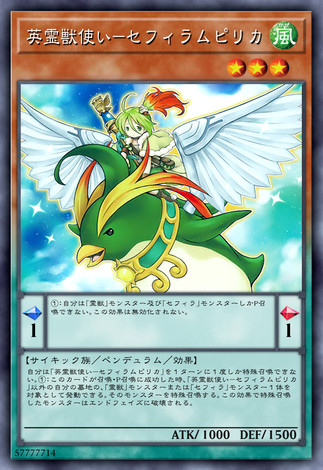 英霊獣使い－セフィラムピリカ
風
①：自分は「霊獣」モンスター及び「セフィラ」モンスターしかP召
喚できない。この効果は無効化されない。
1
1
【サイキック族／ペンデュラム／効果】
自分は「英霊獣使い－セフィラムピリカ」を１ターンに１度しか特殊召喚でき
ない。①：このカードが召喚・P召喚に成功した時、「英霊獣使い－セフィラムピリカ」
以外の自分の墓地の、「霊獣」モンスターまたは「セフィラ」モンスター１体を
対象として発動できる。そのモンスターを特殊召喚する。この効果で特殊召
喚したモンスターはエンドフェイズに破壊される。
ATK/1000 DEF/1500
57777714